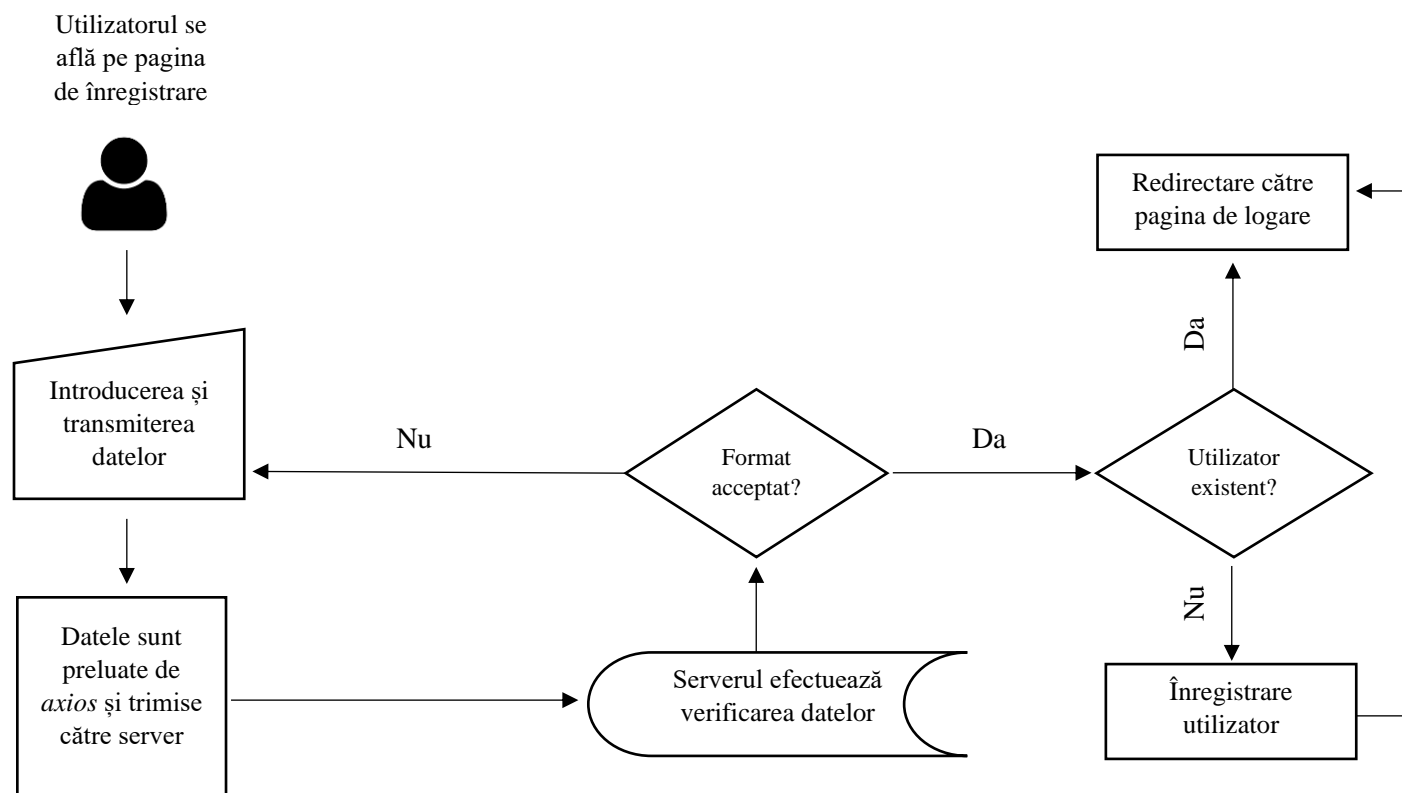 Utilizatorul se
află pe pagina
de înregistrare
Introducerea și
transmiterea
datelor
Datele sunt
preluate de
axios și trimise
către server
Serverul efectuează
verificarea datelor
Format
acceptat?
Nu
Da
Utilizator
existent?
Da
Redirectare către
pagina de logare
Nu
Înregistrare
utilizator